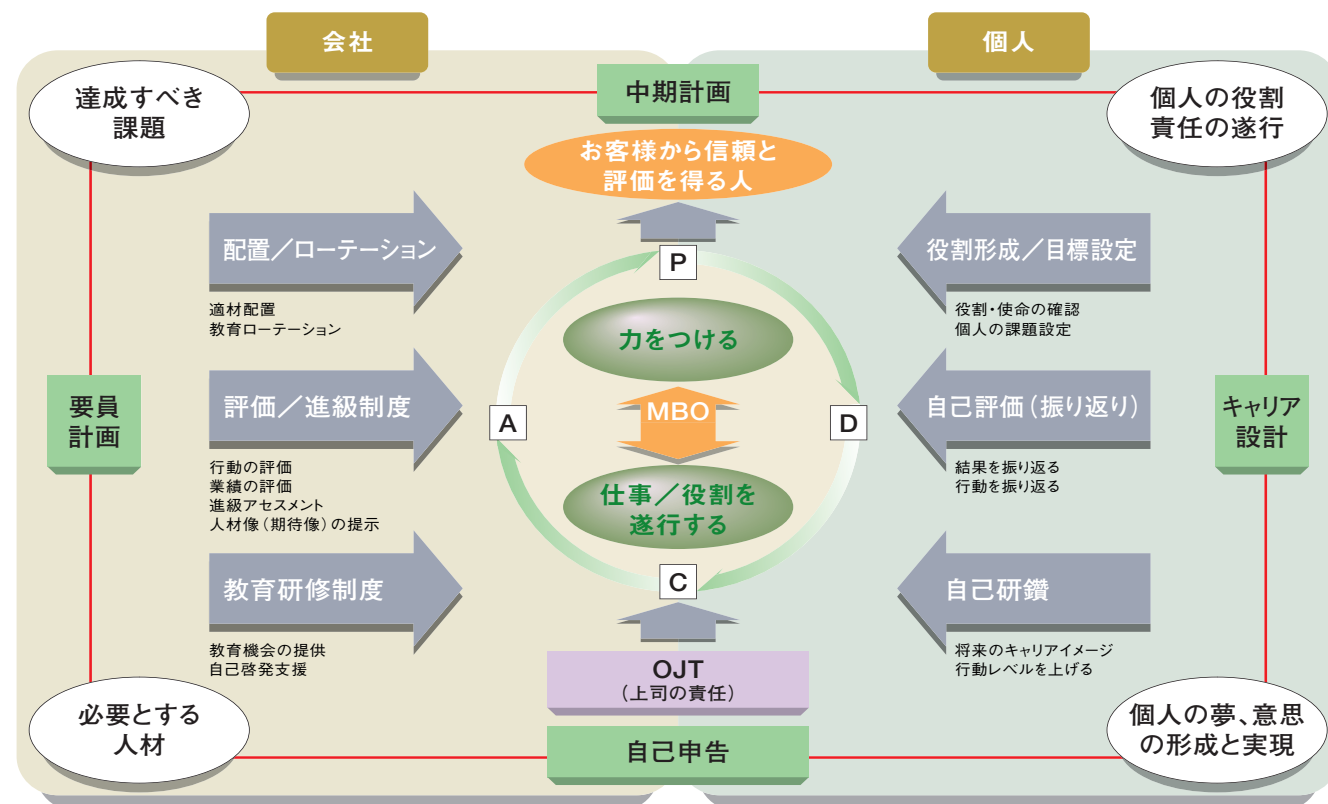 会社
個人
達成すべき
課題
中期計画
個人の役割
責任の遂行
お客様から信頼と
評価を得る人
配置／ローテーション
適材配置
教育ローテーション
役割形成／目標設定
役割・使命の確認
個人の課題設定
P
力をつける
要員
計画
評価／進級制度
行動の評価
業績の評価
進級アセスメント
人材像（期待像）の提示
A
MBO
D
自己評価（振り返り）
結果を振り返る
行動を振り返る
キャリア
設計
仕事／役割を
遂行する
C
教育研修制度
教育機会の提供
自己啓発支援
自己研鑽
将来のキャリアイメージ
行動レベルを上げる
OJT
（上司の責任）
必要とする
人材
自己申告
個人の夢、意思
の形成と実現